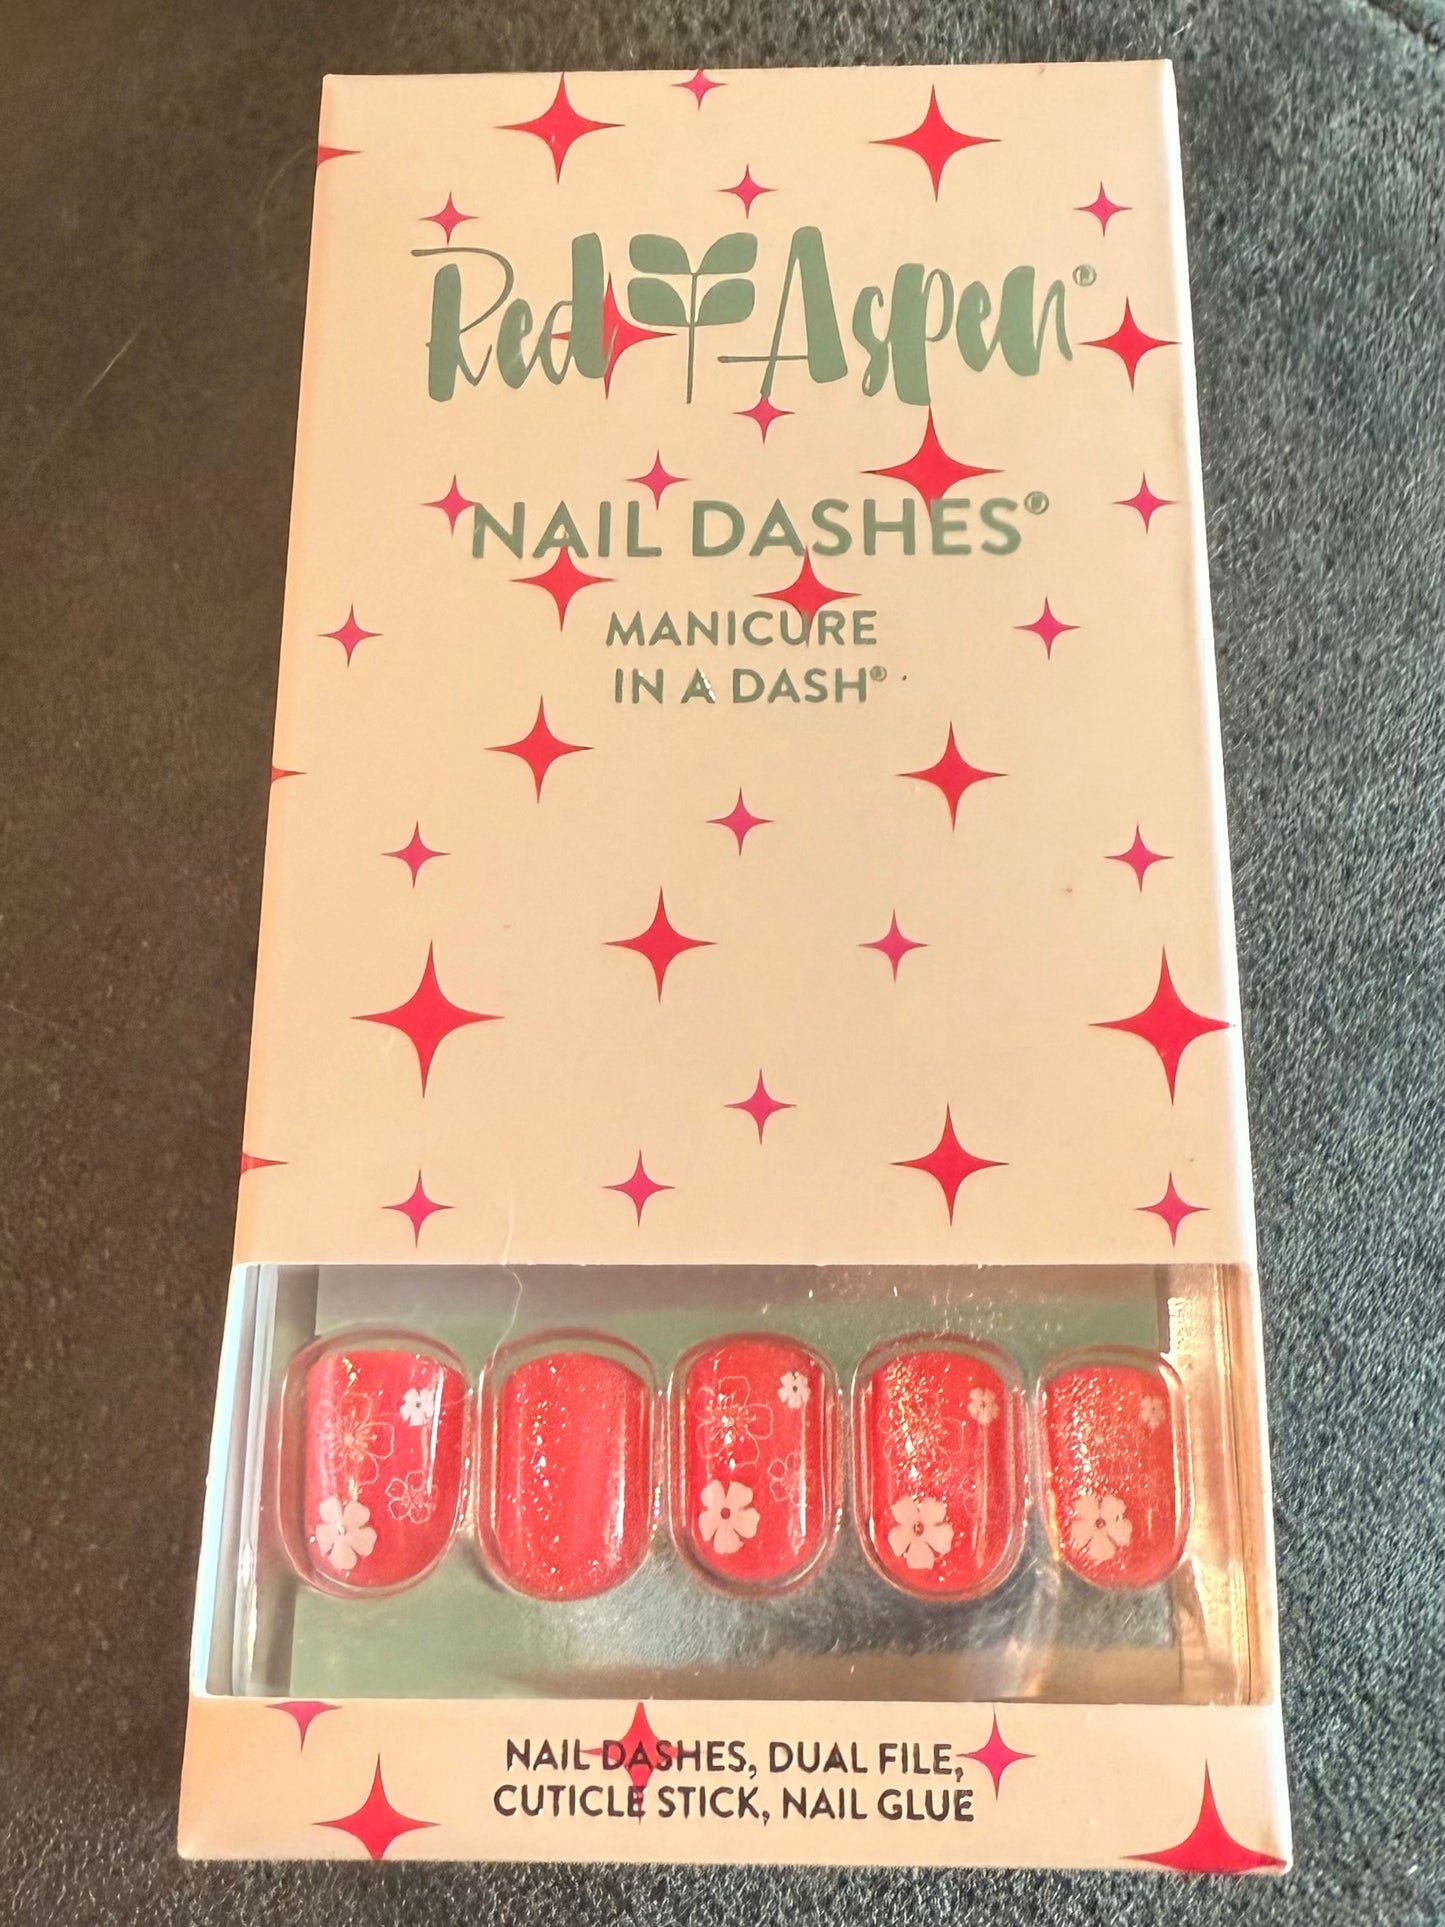 Red Aspen®
NAIL DASHES®
MANICURE
IN A DASH®
NAIL DASHES, DUAL FILE,
CUTICLE STICK, NAIL GLUE